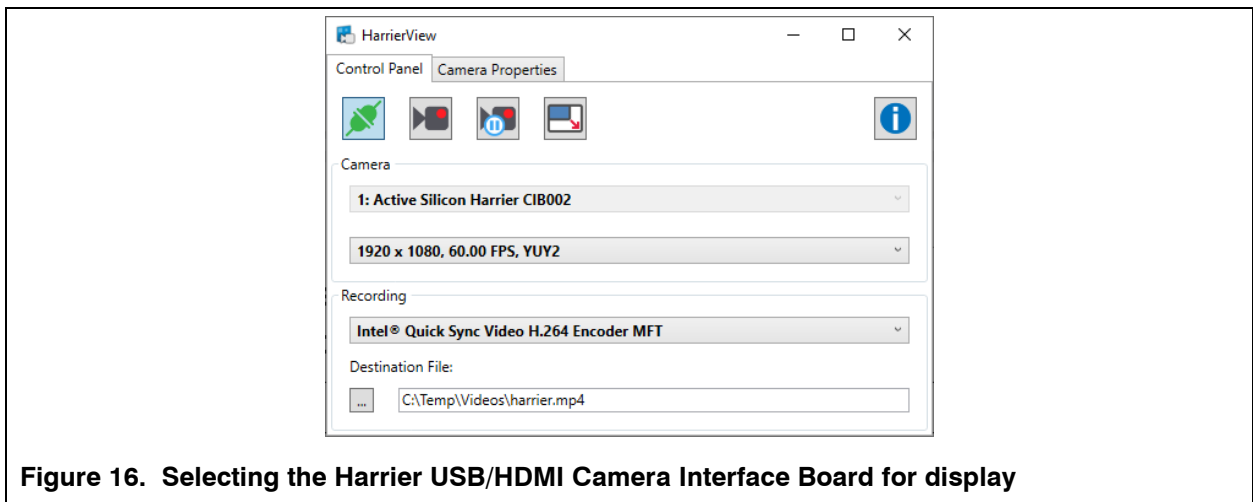 HarrierView
Control Panel Camera Properties
Camera
1: Active Silicon Harrier CIB002
1920 x 1080, 60.00 FPS, YUY2
Recording
Intel® Quick Sync Video H.264 Encoder MFT
Destination File:
... C:\Temp\Videos\harrier.mp4
Figure 16. Selecting the Harrier USB/HDMI Camera Interface Board for display